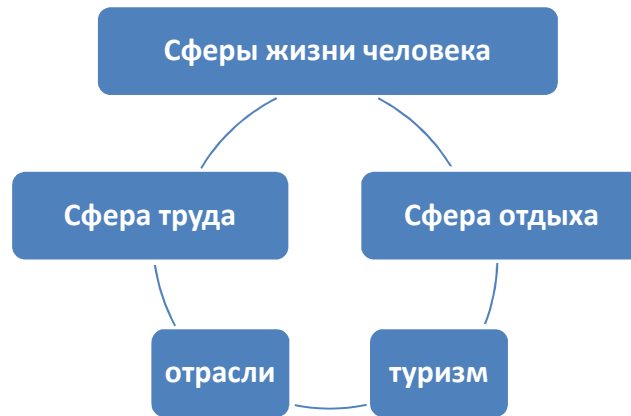 Сферы жизни человека
Сфера труда
Сфера отдыха
отрасли
туризм